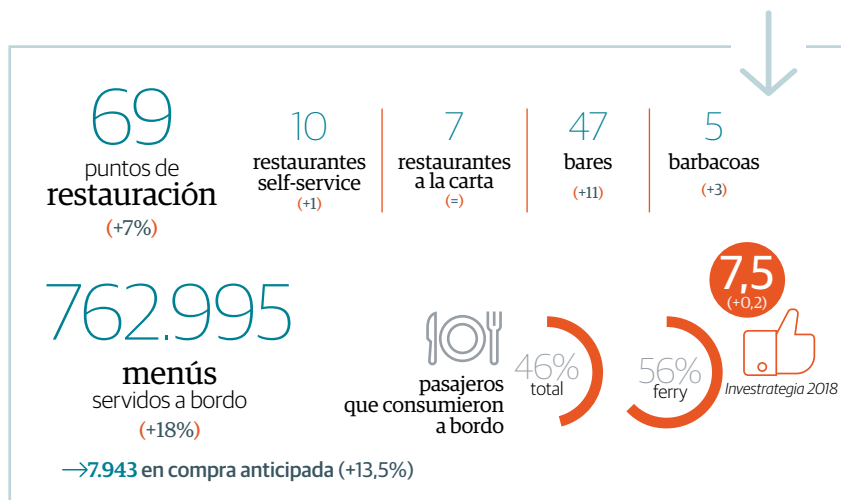 69
puntos de
restauración
(+7%)
10
restaurantes
self-service
(+1)
7
restaurantes
a la carta
(=)
47
bares
(+11)
5
barbacoas
(+3)
762.995
menús
servidos a bordo
(+18%)
→7.943 en compra anticipada (+13,5%)
pasajeros
que consumieron
a bordo
46%
total
56%
ferry
7,5
(+0,2)
Investrategia 2018